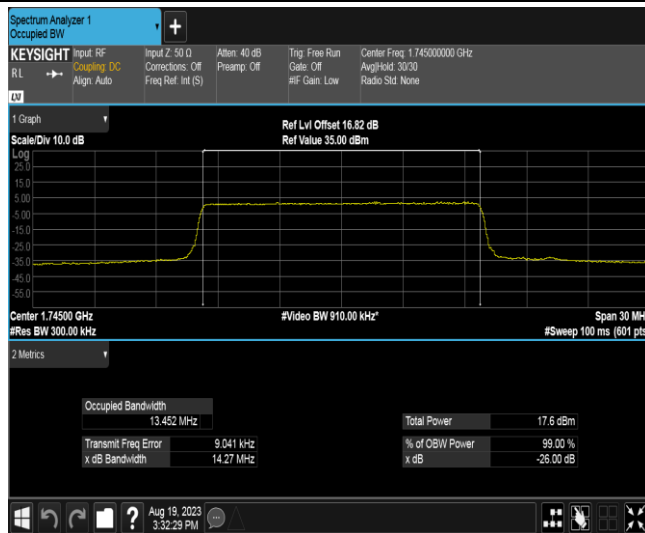 Spectrum Analyzer 1
Occupied BW
+
KEYSIGHT
RL
Input: RF
Coupling: DC
Align: Auto
Input Z: 50 Ω
Corrections: Off
Freq Ref: Int (S)
Atten: 40 dB
Preamp: Off
Trig: Free Run
Gate: Off
#IF Gain: Low
Center Freq: 1.745000000 GHz
Avg|Hold: 30/30
Radio Std: None
1 Graph
Scale/Div 10.0 dB
Ref Lvl Offset 16.82 dB
Ref Value 35.00 dBm
Log
25.0
15.0
5.00
-5.00
-15.0
-25.0
-35.0
-45.0
-55.0
Center 1.74500 GHz
#Video BW 910.00 kHz*
Span 30 MH
#Res BW 300.00 kHz
#Sweep 100 ms (601 pts
2 Metrics
Occupied Bandwidth
13.452 MHz
Total Power 17.6 dBm
Transmit Freq Error 9.041 kHz
% of OBW Power 99.00 %
x dB Bandwidth 14.27 MHz
x dB -26.00 dB
?
Aug 19, 2023
3:32:29 PM